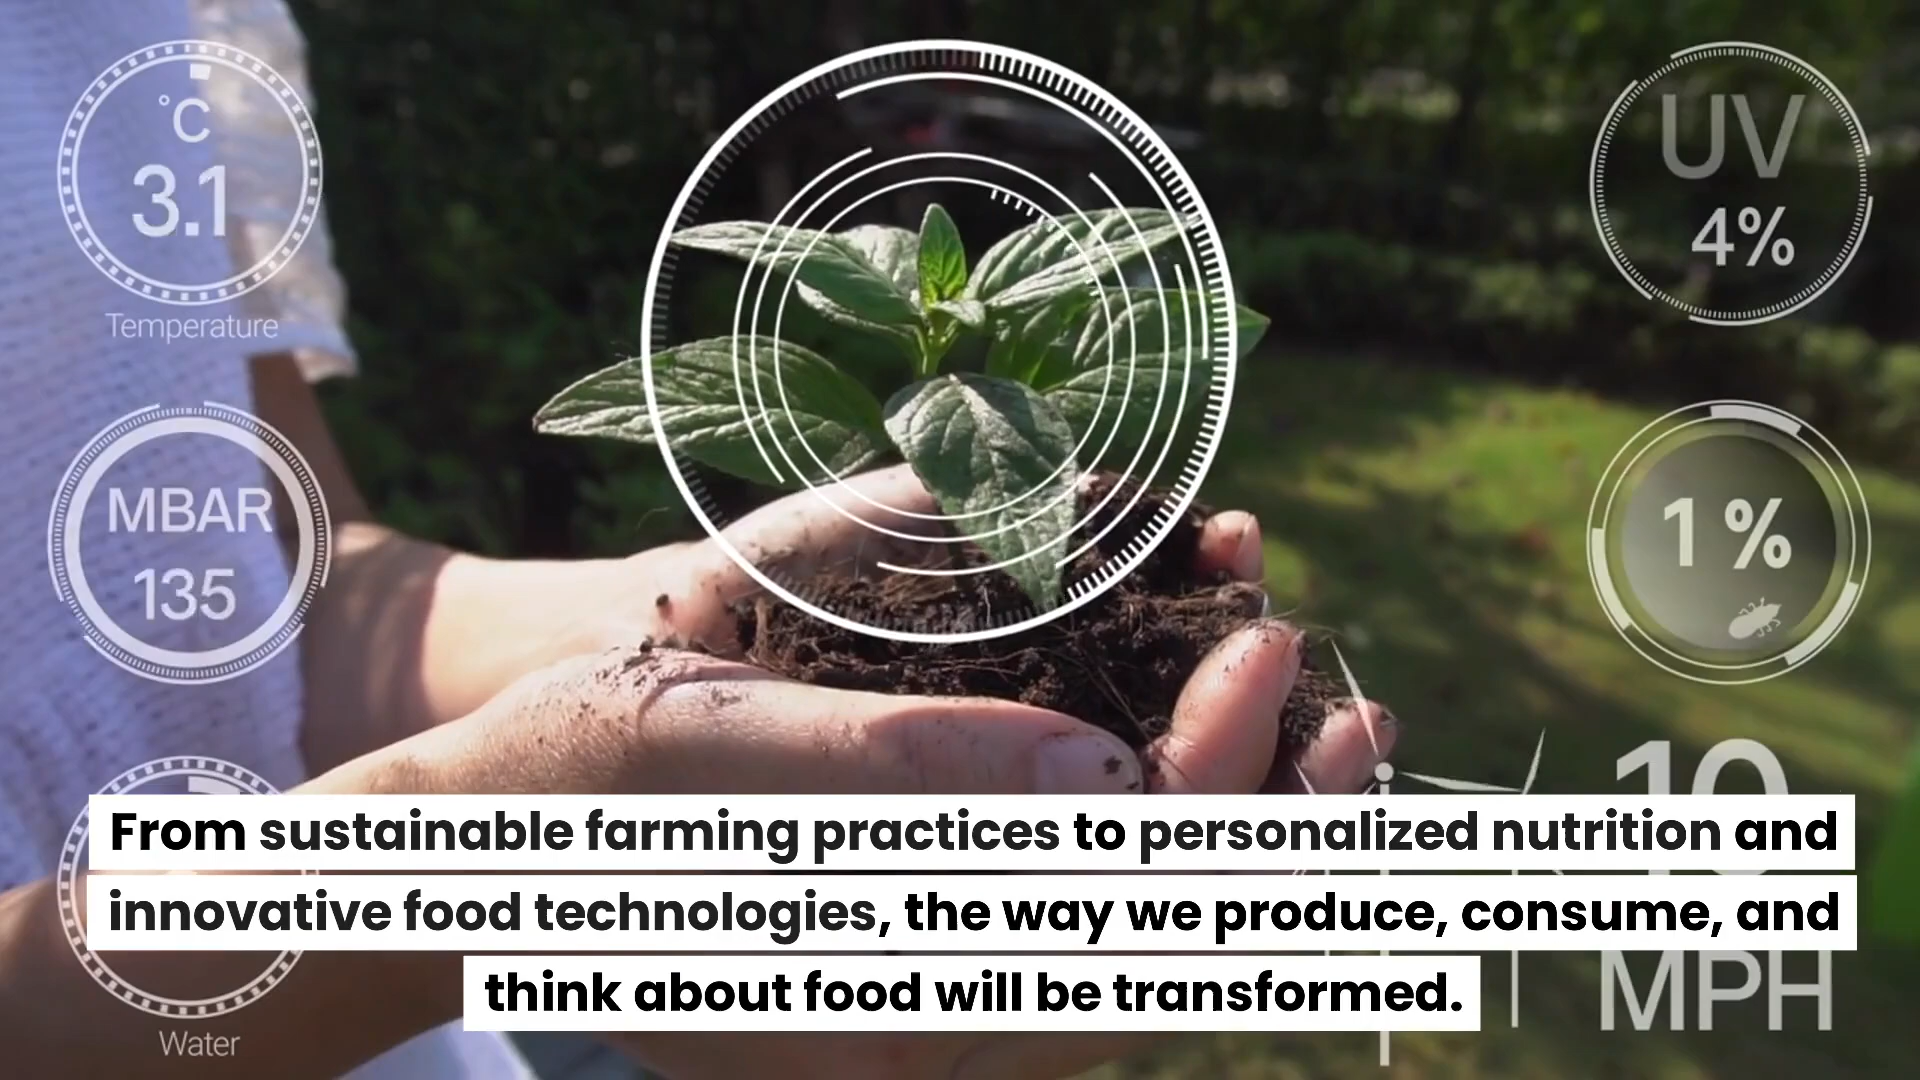 °C
3.1
Temperature
UV
4%
MBAR
135
1%
10
From sustainable farming practices to personalized nutrition and
innovative food technologies, the way we produce, consume, and
think about food will be transformed.
MPH
Water